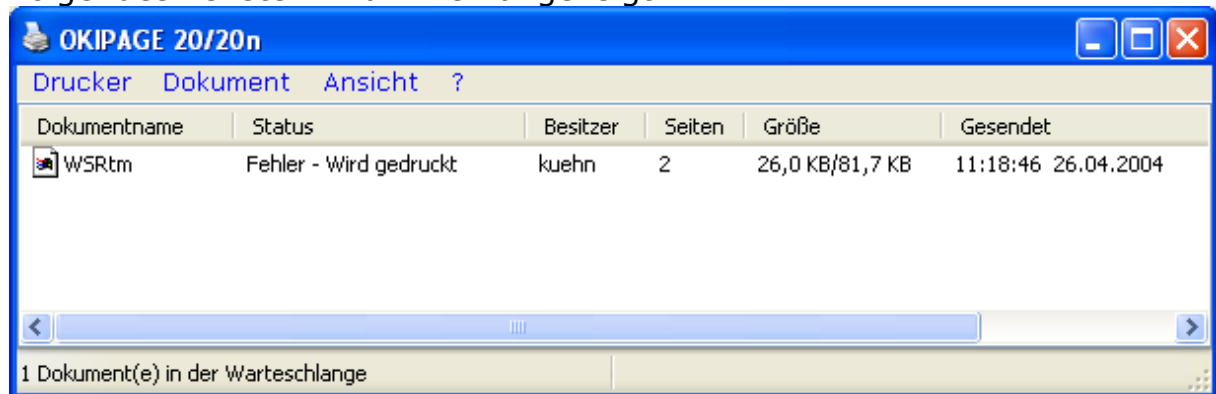 OKIPAGE 20/20n
Drucker Dokument Ansicht ?
Dokumentname Status Besitzer Seiten Größe Gesendet
WSRtm Fehler - Wird gedruckt kuehn 2 26,0 KB/81,7 KB 11:18:46 26.04.2004
1 Dokument(e) in der Warteschlange